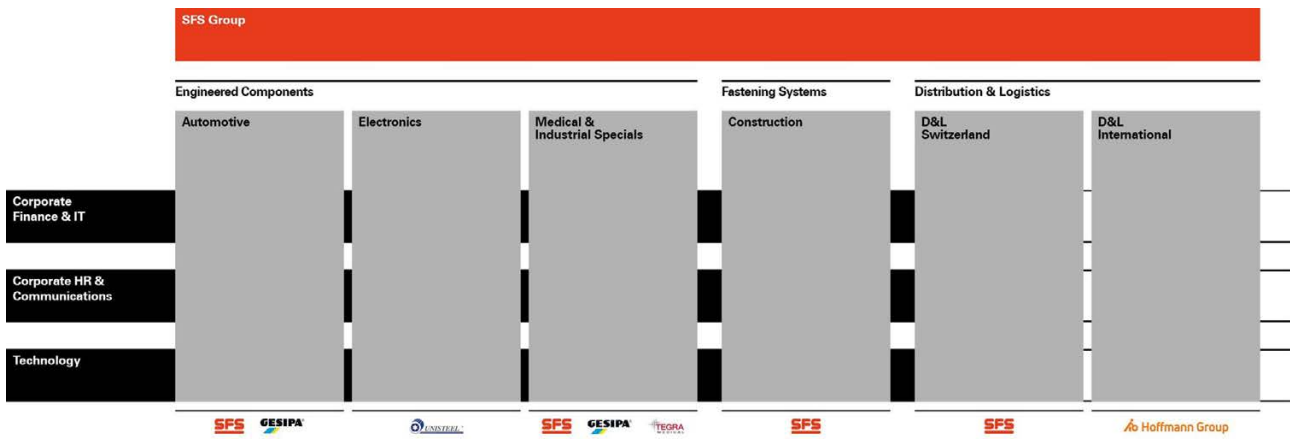 SFS Group
Engineered Components
Fastening Systems
Distribution & Logistics
Automotive
Electronics
Medical &
Industrial Specials
Construction
D&L
Switzerland
D&L
International
Corporate
Finance & IT
Corporate HR &
Communications
Technology
SFS GESIPA
UNISTEEL
SFS GESIPA TEGRA
MEDICAL
SFS
SFS
Hoffmann Group